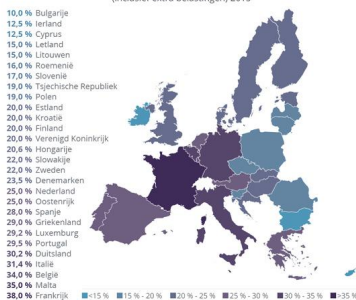 (inclusief extra belastingen) 2015
10,0 % Bulgarije
12,5 % Ierland
12,5 % Cyprus
15,0 % Letland
15,0 % Litouwen
16,0 % Roemenië
17,0 % Slovenië
19,0 % Tsjechische Republiek
19,0 % Polen
20,0 % Estland
20,0 % Kroatië
20,0 % Finland
20,0 % Verenigd Koninkrijk
20,6 % Hongarije
22,0 % Slowakije
22,0 % Zweden
23,5 % Denemarken
25,0 % Nederland
25,0 % Oostenrijk
28,0 % Spanje
29,0 % Griekenland
29,2 % Luxemburg
29,5 % Portugal
30,2 % Duitsland
31,4 % Italië
34,0 % België
35,0 % Malta
38,0 % Frankrijk
<15 % 15% - 20 % 20% - 25 % 25 % - 30 % 30% - 35 % >35 %